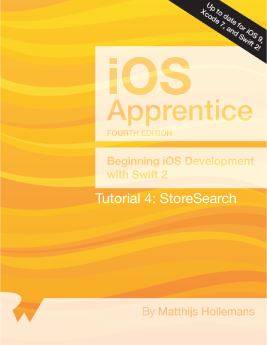 Up to date for iOS 9,
Xcode 7, and Swift 2!
iOS
Apprentice
FOURTH EDITION
Beginning iOS Development
with Swift 2
Tutorial 4: StoreSearch
By Matthijs Hollemans